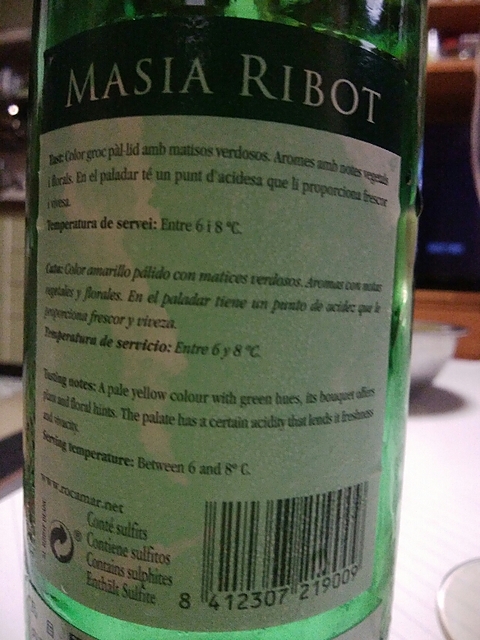 MASIA RIBOT
Tast: Color groc pàl·lid amb matisos verdosos. Aromes amb notes vegetals
i florals. En el paladar té un punt d'acidesa que li proporciona frescor
i vivesa.
Temperatura de servei: Entre 6 i 8 ºC.
Cata: Color amarillo pálido con matices verdosos. Aromas con notas
vegetales y florales. En el paladar tiene un punto de acidez que le
proporciona frescor y viveza.
Temperatura de servicio: Entre 6 y 8 ºC.
Tasting notes: A pale yellow colour with green hues, its bouquet offers
plant and floral hints. The palate has a certain acidity that lends it freshness
and vivacity.
Serving temperature: Between 6 and 8º C.
www.rocamar.net
Conté sulfits
Contiene sulfitos
Contains sulphites
Enthält Sulfite
8 412307 219009